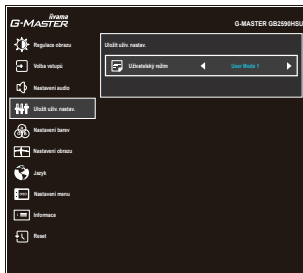 iiyama
G-MASTER
G-MASTER GB2590HSU
Regulace obrazu
Uložit uživ. nastav.
Volba vstupů
Uživatelský režim
User Mode 1
Nastavení audio
Uložit uživ. nastav.
Nastavení barev
Nastavení obrazu
Jazyk
Nastavení menu
Informace
Reset